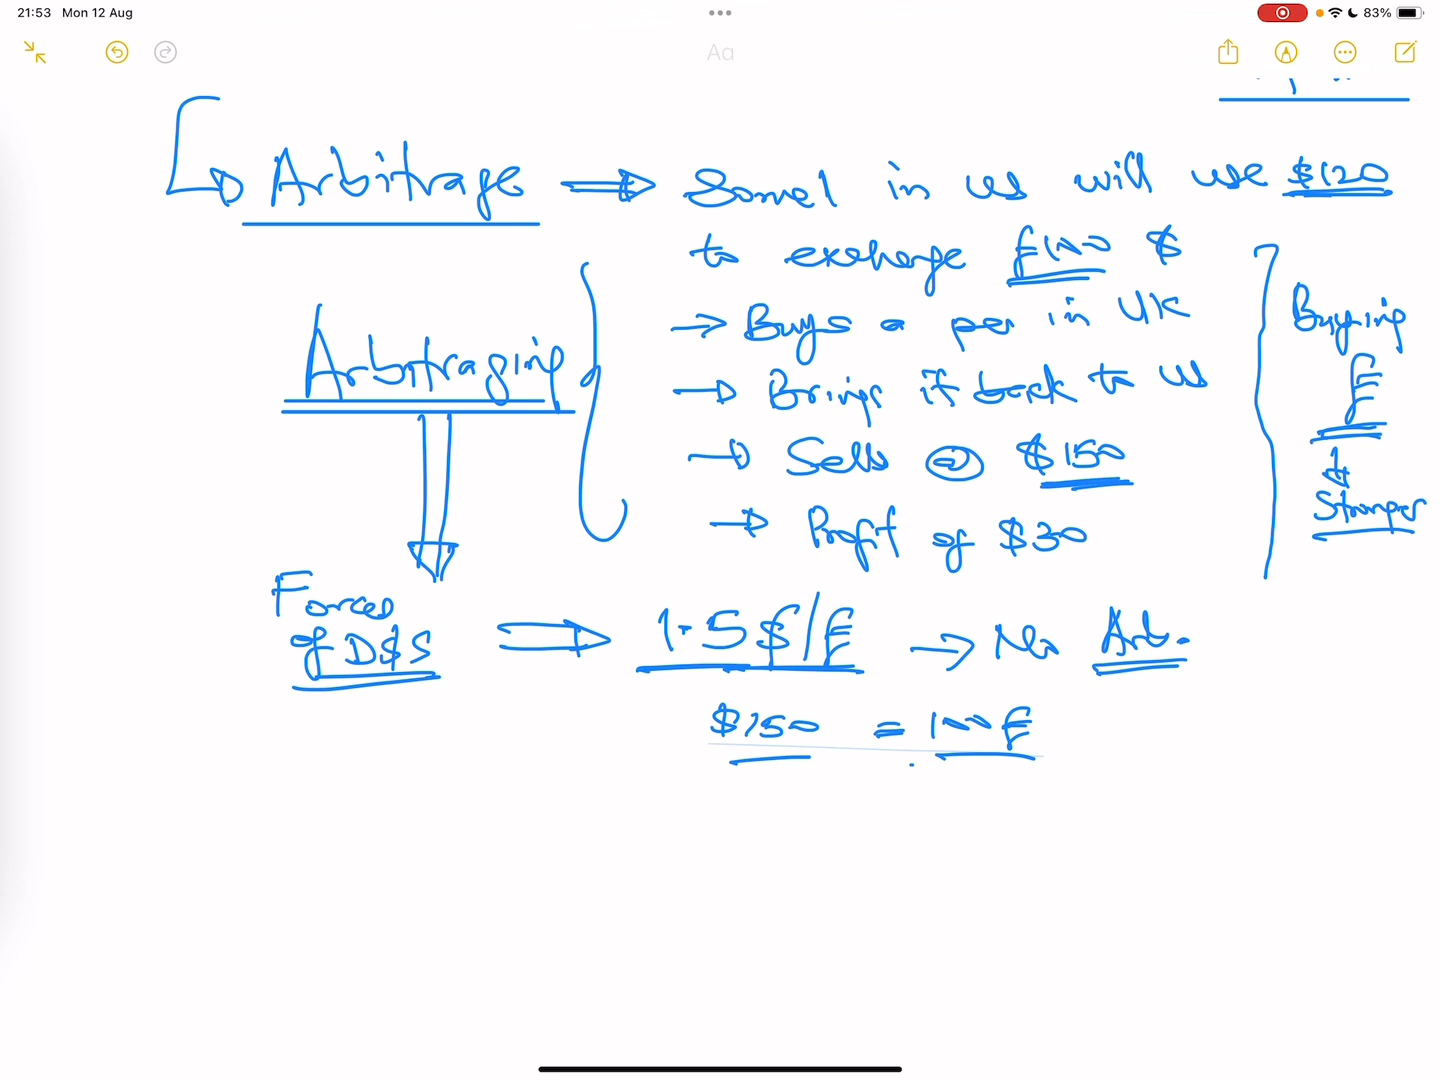 21:53 Mon 12 Aug
83%
Aa
Arbitrage ⇒ Some1 in us will use $120
to exchange £100 $
→ Buys a pen in UK
→ Brings it back to us
→ Sells @ $150
→ Profit of $30
Arbitraging
Buying
£
↓
Stronger
Forces
of D$S ⇒ 1.5 $/£ → No Arb.
$150 = 100 £